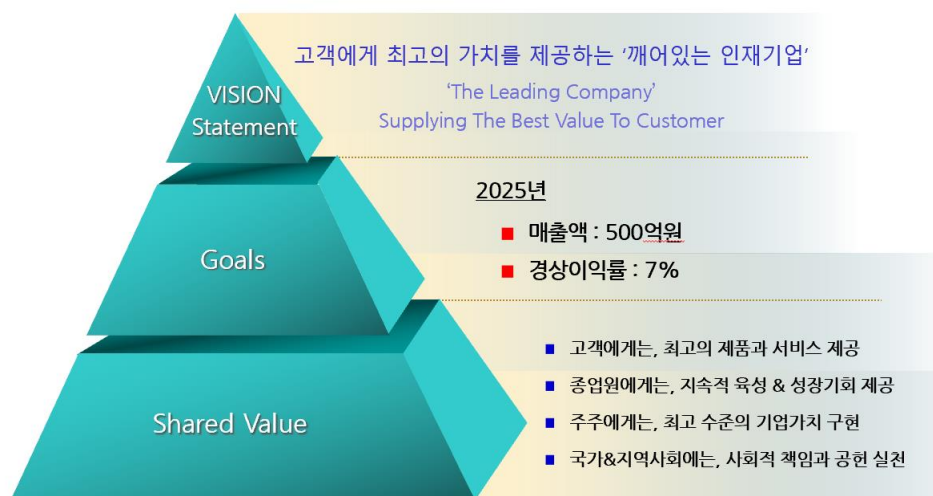 VISION
Statement
고객에게 최고의 가치를 제공하는 ‘깨어있는 인재기업’
‘The Leading Company’
Supplying The Best Value To Customer
Goals
2025년
■ 매출액 : 500억원
■ 경상이익률 : 7%
Shared Value
■ 고객에게는, 최고의 제품과 서비스 제공
■ 종업원에게는, 지속적 육성 & 성장기회 제공
■ 주주에게는, 최고 수준의 기업가치 구현
■ 국가&지역사회에는, 사회적 책임과 공헌 실천